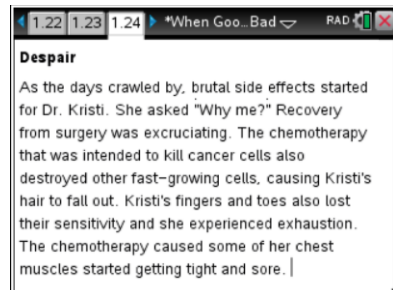 1.22 1.23 1.24 *When Goo...Bad RAD
Despair
As the days crawled by, brutal side effects started
for Dr. Kristi. She asked "Why me?" Recovery
from surgery was excruciating. The chemotherapy
that was intended to kill cancer cells also
destroyed other fast-growing cells, causing Kristi's
hair to fall out. Kristi's fingers and toes also lost
their sensitivity and she experienced exhaustion.
The chemotherapy caused some of her chest
muscles started getting tight and sore.